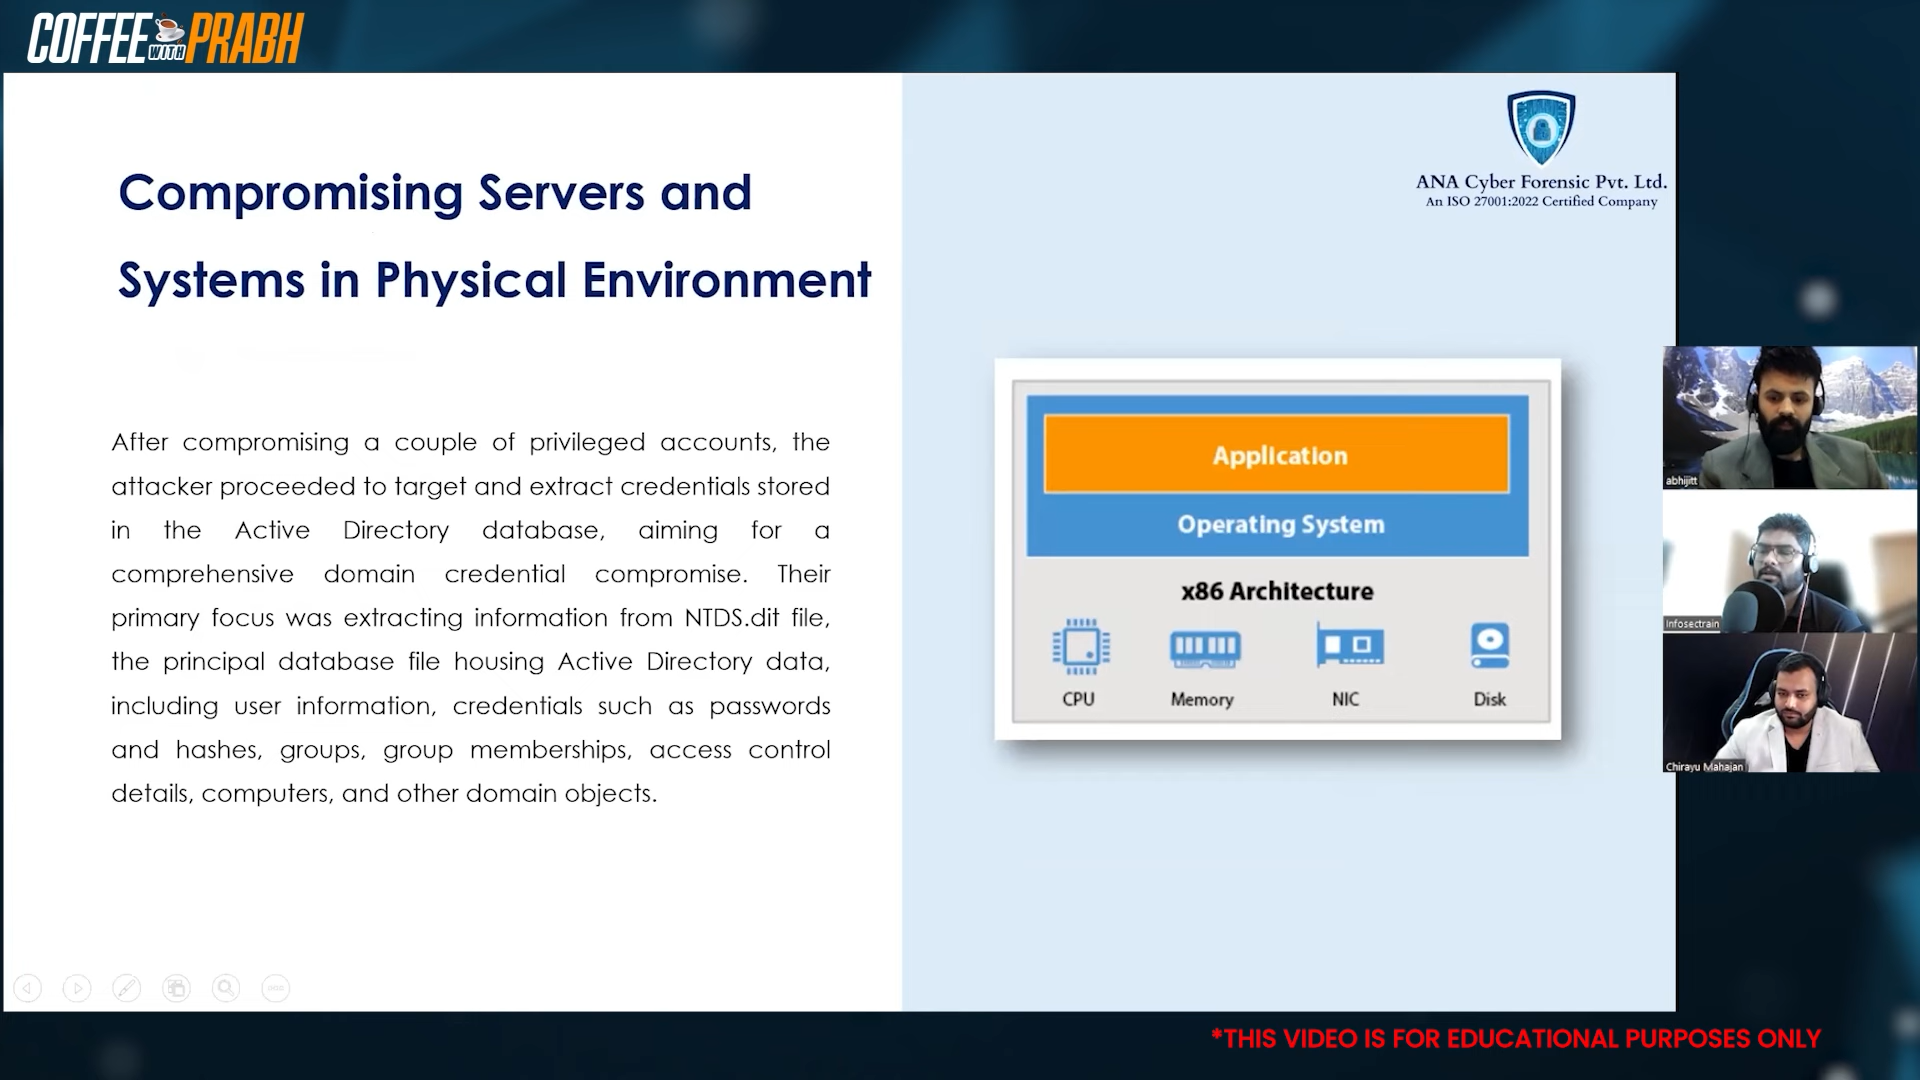 COFFEE WITH PRABH
ANA Cyber Forensic Pvt. Ltd.
An ISO 27001:2022 Certified Company
Compromising Servers and
Systems in Physical Environment
After compromising a couple of privileged accounts, the
attacker proceeded to target and extract credentials stored
in the Active Directory database, aiming for a
comprehensive domain credential compromise. Their
primary focus was extracting information from NTDS.dit file,
the principal database file housing Active Directory data,
including user information, credentials such as passwords
and hashes, groups, group memberships, access control
details, computers, and other domain objects.
Application
Operating System
x86 Architecture
CPU
Memory
NIC
Disk
abhijitt
Infosectrain
Chirayu Mahajan
*THIS VIDEO IS FOR EDUCATIONAL PURPOSES ONLY